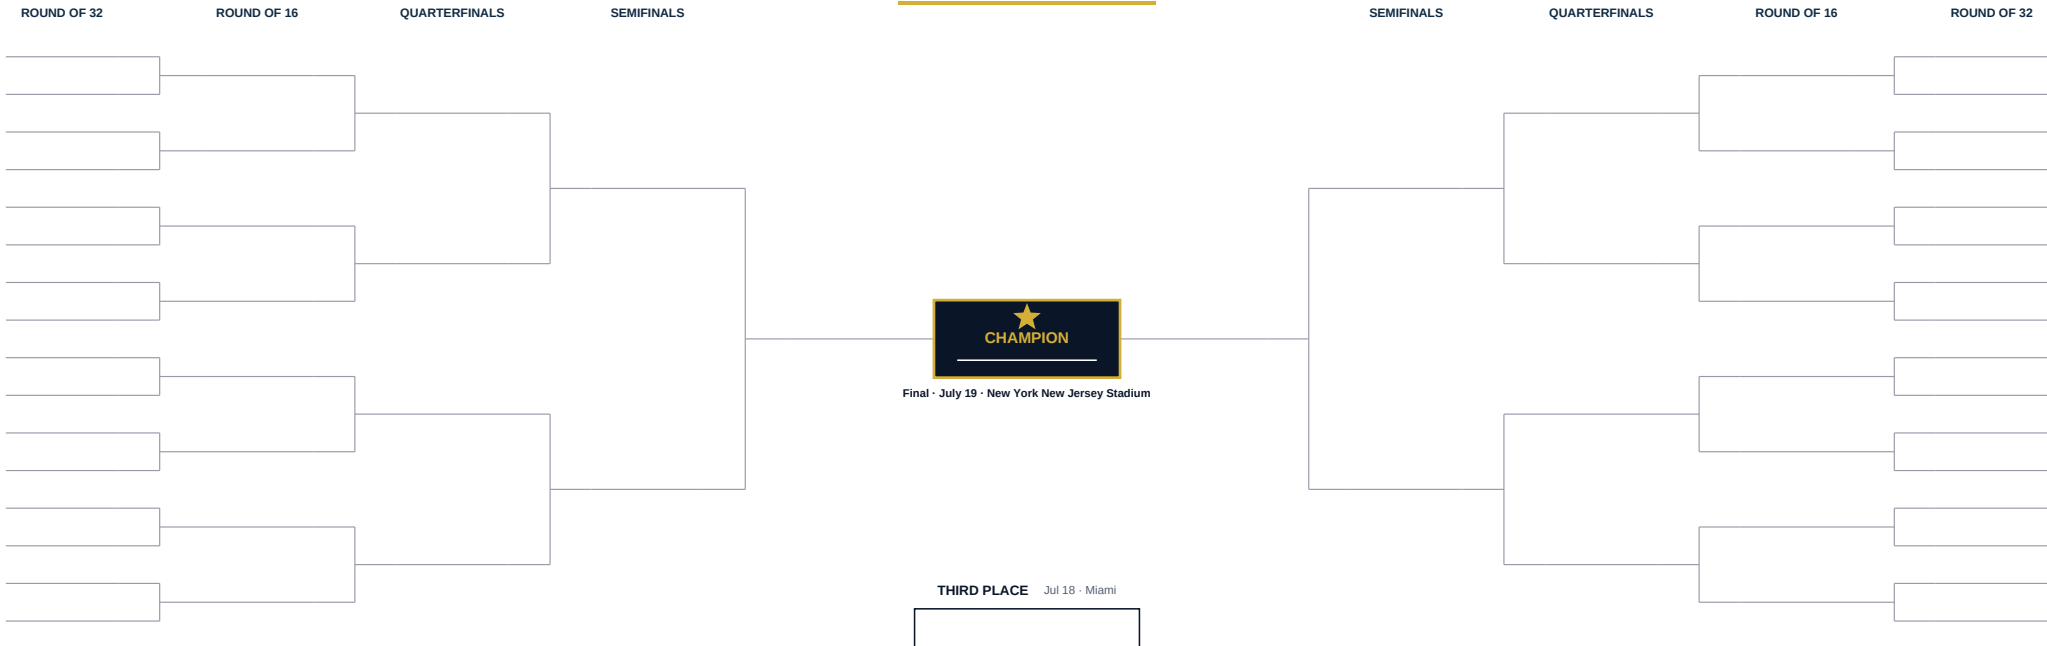 ROUND OF 32
ROUND OF 16
QUARTERFINALS
SEMIFINALS
SEMIFINALS
QUARTERFINALS
ROUND OF 16
ROUND OF 32
CHAMPION
Final · July 19 · New York New Jersey Stadium
THIRD PLACE Jul 18 · Miami